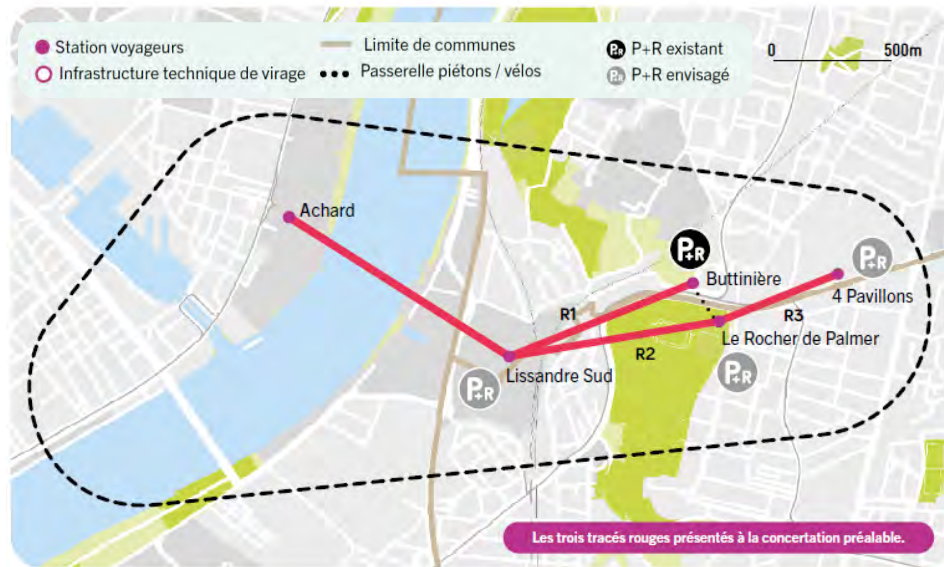 Station voyageurs
Infrastructure technique de virage
Limite de communes
Passerelle piétons / vélos
P+R existant
P+R envisagé
0 500m
Achard
P+R
Buttinière
P+R
4 Pavillons
R1
R3
Le Rocher de Palmer
R2
P+R
Lissandre Sud
P+R
Les trois tracés rouges présentés à la concertation préalable.